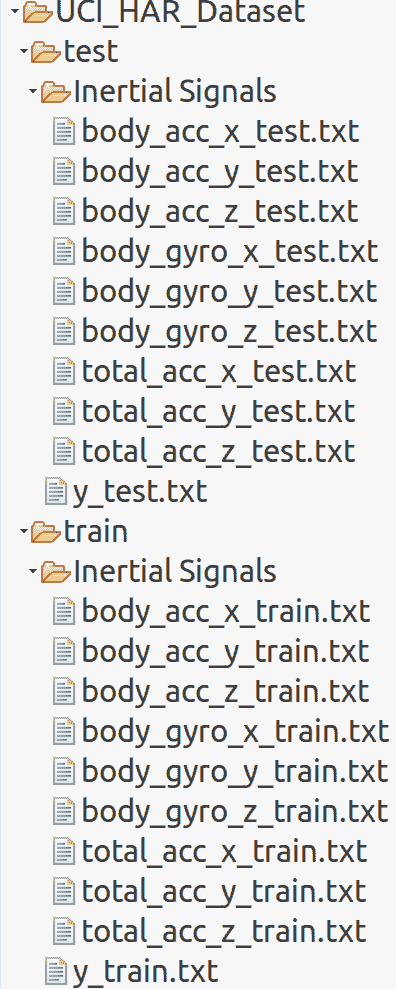 UCI_HAR_Dataset
test
Inertial Signals
body_acc_x_test.txt
body_acc_y_test.txt
body_acc_z_test.txt
body_gyro_x_test.txt
body_gyro_y_test.txt
body_gyro_z_test.txt
total_acc_x_test.txt
total_acc_y_test.txt
total_acc_z_test.txt
y_test.txt
train
Inertial Signals
body_acc_x_train.txt
body_acc_y_train.txt
body_acc_z_train.txt
body_gyro_x_train.txt
body_gyro_y_train.txt
body_gyro_z_train.txt
total_acc_x_train.txt
total_acc_y_train.txt
total_acc_z_train.txt
y_train.txt